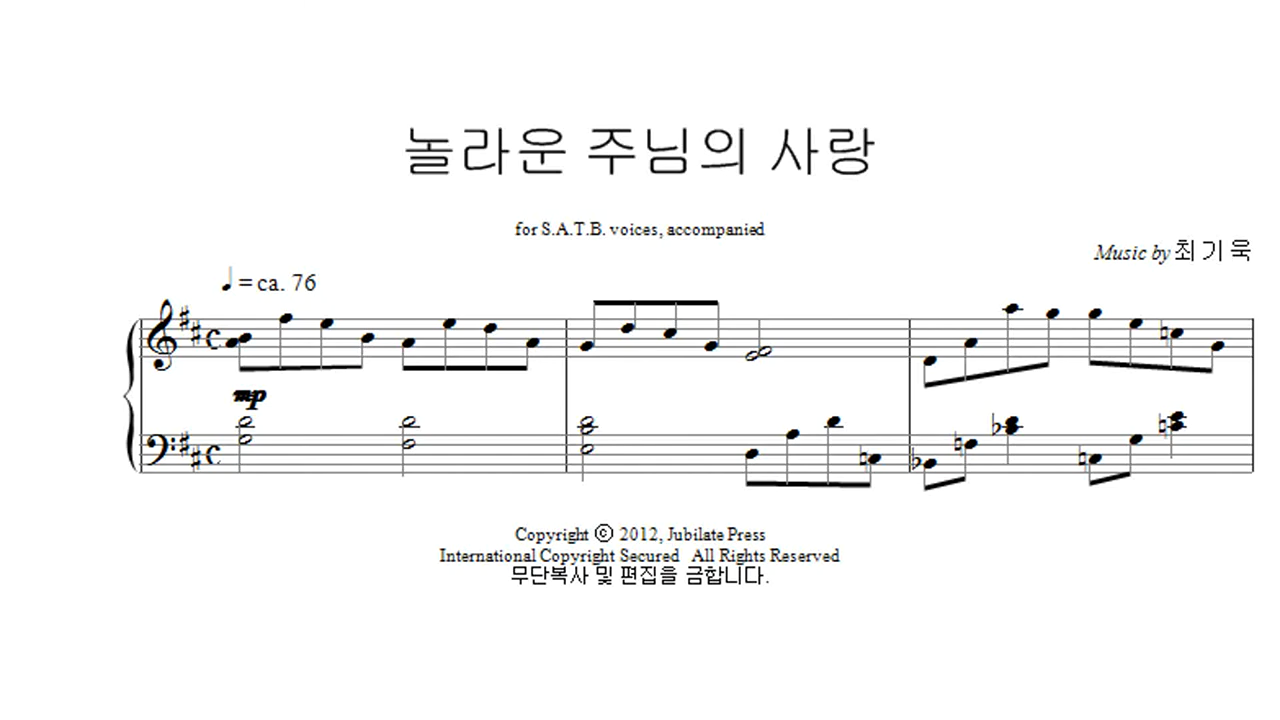 놀라운 주님의 사랑
for S.A.T.B. voices, accompanied
Music by 최 기 욱
♩ = ca. 76
mp
Copyright ⓒ 2012, Jubilate Press
International Copyright Secured All Rights Reserved
무단복사 및 편집을 금합니다.